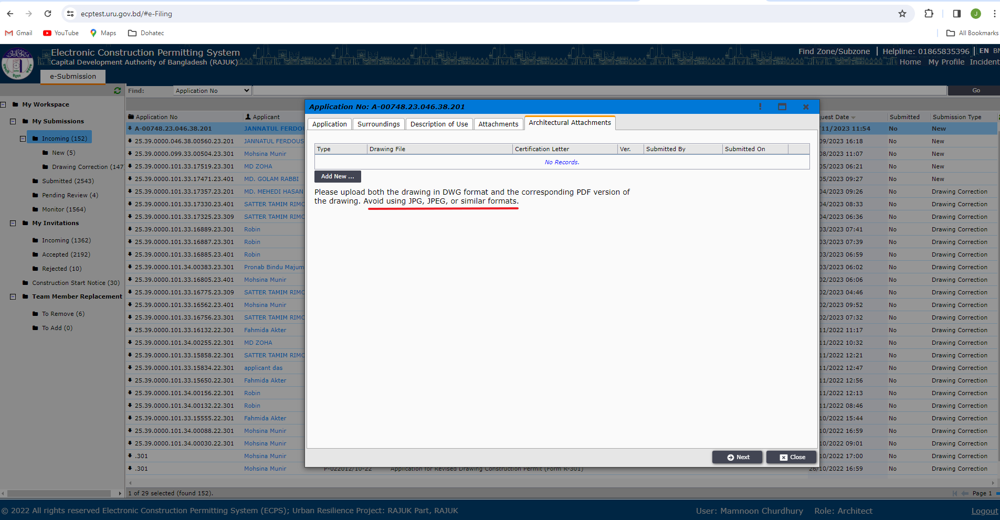 ecptest.uru.gov.bd/#e-Filing
J
Gmail YouTube Maps Dohatec All Bookmarks
Electronic Construction Permitting System
Capital Development Authority of Bangladesh (RAJUK)
Find Zone/Subzone Helpline: 01865835396 EN BN
Home My Profile Incident
e-Submission
Find: Application No Go
My Workspace
My Submissions
Incoming (152)
New (5)
Drawing Correction (147
Submitted (2543)
Pending Review (4)
Monitor (1564)
My Invitations
Incoming (1362)
Accepted (2192)
Rejected (10)
Construction Start Notice (30)
Team Member Replacement
To Remove (6)
To Add (0)
Application No Applicant uest Date Submitted Submission Type
A-00748.23.046.38.201 JANNATUL FERDOU /11/2023 11:54 No New
25.39.0000.046.38.00560.23.201 JANNATUL FERDOUS 09/2023 16:18 No New
25.39.0000.099.33.00504.23.301 Mohsina Munir 08/2023 11:07 No New
25.39.0000.101.33.17519.23.301 MD ZOHA 05/2023 06:21 No New
25.39.0000.101.33.17471.23.401 MD. GOLAM RABBI 05/2023 09:27 No New
25.39.0000.101.33.17357.23.201 MD. MEHEDI HASAN 04/2023 09:26 No Drawing Correction
25.39.0000.101.33.17330.23.401 SATTER TAMIM RIMO 04/2023 08:33 No Drawing Correction
25.39.0000.101.33.17325.23.309 SATTER TAMIM RIMO 04/2023 06:36 No Drawing Correction
25.39.0000.101.33.16889.23.301 Robin 03/2023 07:41 No Drawing Correction
25.39.0000.101.33.16887.23.301 Robin 03/2023 07:39 No Drawing Correction
25.39.0000.101.33.16885.23.401 Robin 03/2023 06:59 No Drawing Correction
25.39.0000.101.34.00383.23.301 Pronab Bindu Majum 03/2023 06:02 No Drawing Correction
25.39.0000.101.33.16805.23.401 Mohsina Munir 02/2023 06:06 No Drawing Correction
25.39.0000.101.33.16775.23.309 SATTER TAMIM RIMO 02/2023 04:46 No Drawing Correction
25.39.0000.101.33.16562.23.401 Mohsina Munir 02/2023 09:52 No Drawing Correction
25.39.0000.101.33.16756.23.301 SATTER TAMIM RIMO 02/2023 07:32 No Drawing Correction
25.39.0000.101.33.16132.22.301 Fahmida Akter 11/2022 11:17 No Drawing Correction
25.39.0000.101.34.00255.22.301 MD ZOHA 11/2022 10:32 No Drawing Correction
25.39.0000.101.33.15858.22.301 SATTER TAMIM RIMO 11/2022 12:21 No Drawing Correction
25.39.0000.101.33.15834.22.301 applicant das 11/2022 12:47 No Drawing Correction
25.39.0000.101.33.15650.22.301 Fahmida Akter 11/2022 12:56 No Drawing Correction
25.39.0000.101.34.00156.22.301 Robin 11/2022 12:13 No Drawing Correction
25.39.0000.101.34.00132.22.301 Robin 11/2022 08:46 No Drawing Correction
25.39.0000.101.33.15555.22.301 Fahmida Akter 10/2022 15:44 No Drawing Correction
25.39.0000.101.34.00088.22.301 Mohsina Munir 10/2022 16:59 No Drawing Correction
25.39.0000.101.34.00030.22.301 Mohsina Munir 10/2022 09:01 No Drawing Correction
.301 Mohsina Munir 10/2022 17:00 No Drawing Correction
.301 Mohsina Munir P-022012/10-22 Application for Revised Drawing Construction Permit (Form R-301) 26/10/2022 16:59 No Drawing Correction
Application No: A-00748.23.046.38.201
Application Surroundings Description of Use Attachments Architectural Attachments
Type Drawing File Certification Letter Ver. Submitted By Submitted On
No Records.
Add New ...
Please upload both the drawing in DWG format and the corresponding PDF version of
the drawing. Avoid using JPG, JPEG, or similar formats.
Next Close
1 of 29 selected (found 152). Page 1
© 2022 All rights reserved Electronic Construction Permitting System (ECPS); Urban Resilience Project: RAJUK Part, RAJUK User: Mamnoon Churdhury Role: Architect Logout